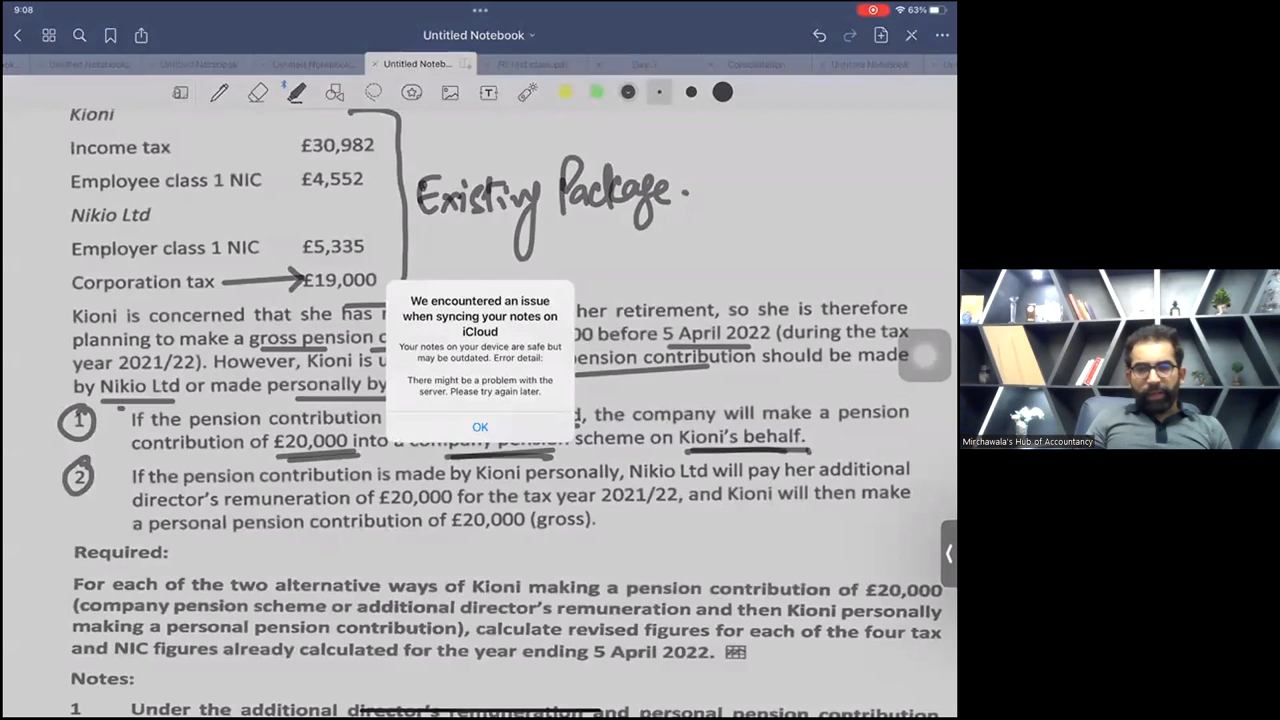 9:08
63%
Untitled Notebook
Untitled Noteb...
Kioni
Income tax £30,982
Employee class 1 NIC £4,552
Nikio Ltd
Employer class 1 NIC £5,335
Corporation tax £19,000
Existing Package.
We encountered an issue
when syncing your notes on
iCloud
Your notes on your device are safe but
may be outdated. Error detail:
There might be a problem with the
server. Please try again later.
OK
Kioni is concerned that she has her retirement, so she is therefore
planning to make a gross pension 00 before 5 April 2022 (during the tax
year 2021/22). However, Kioni is pension contribution should be made
by Nikio Ltd or made personally by
1 If the pension contribution , the company will make a pension
contribution of £20,000 into a company pension scheme on Kioni's behalf.
2 If the pension contribution is made by Kioni personally, Nikio Ltd will pay her additional
director's remuneration of £20,000 for the tax year 2021/22, and Kioni will then make
a personal pension contribution of £20,000 (gross).
Required:
For each of the two alternative ways of Kioni making a pension contribution of £20,000
(company pension scheme or additional director's remuneration and then Kioni personally
making a personal pension contribution), calculate revised figures for each of the four tax
and NIC figures already calculated for the year ending 5 April 2022.
Notes:
1 Under the additional director's remuneration and personal pension contribution
Mirchawala's Hub of Accountancy